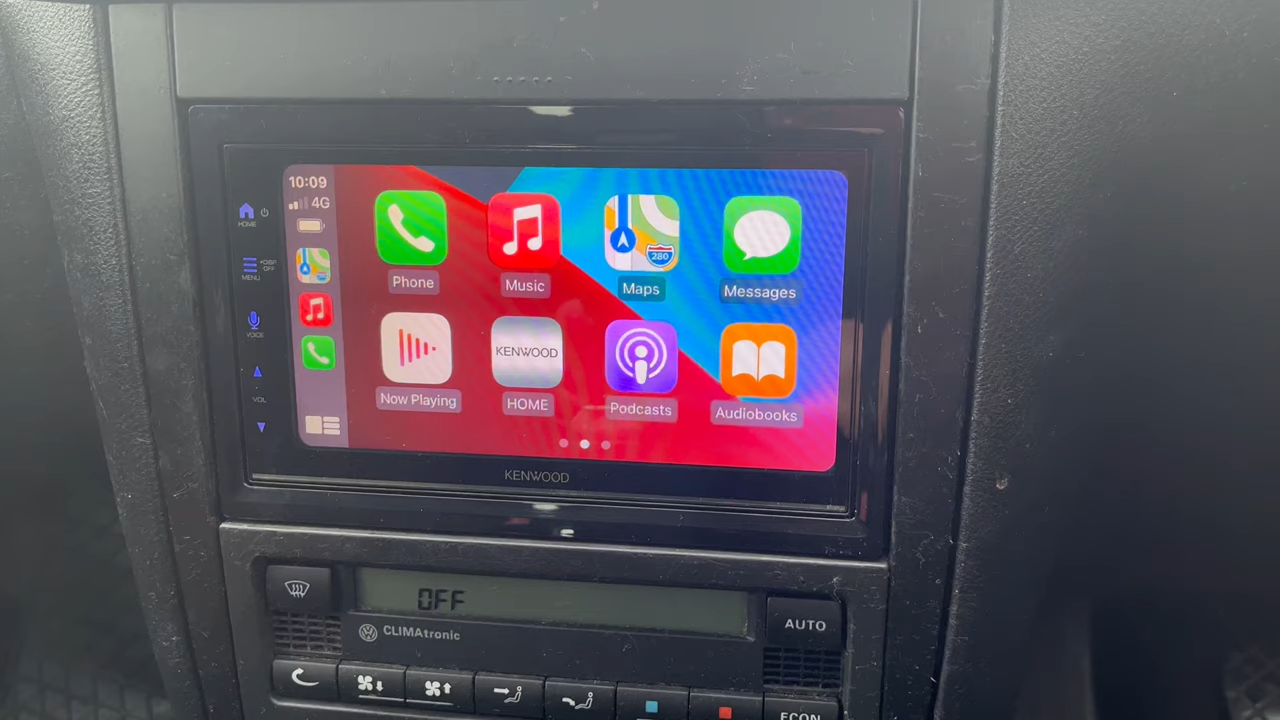 10:09
4G
HOME
MENU
DISP
OFF
VOICE
VOL
280
Phone
Music
Maps
Messages
KENWOOD
Now Playing
HOME
Podcasts
Audiobooks
KENWOOD
OFF
CLIMAtronic
AUTO
ECON